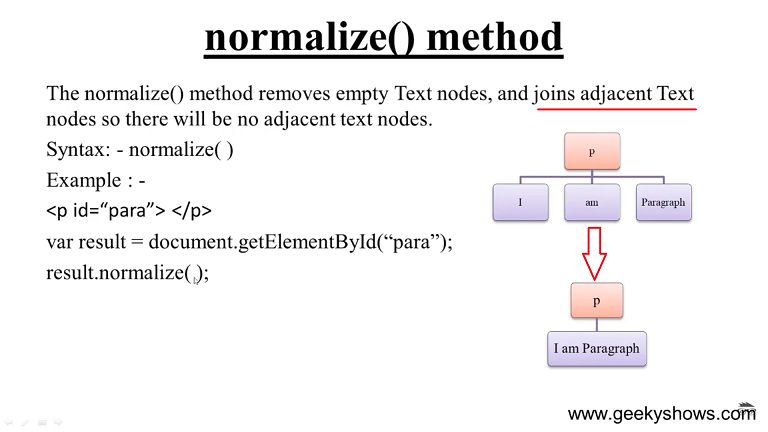 normalize() method
The normalize() method removes empty Text nodes, and joins adjacent Text
nodes so there will be no adjacent text nodes.
Syntax: - normalize( )
Example : -
<p id=“para”> </p>
var result = document.getElementById(“para”);
result.normalize( );
p
I am Paragraph
p
I am Paragraph
www.geekyshows.com